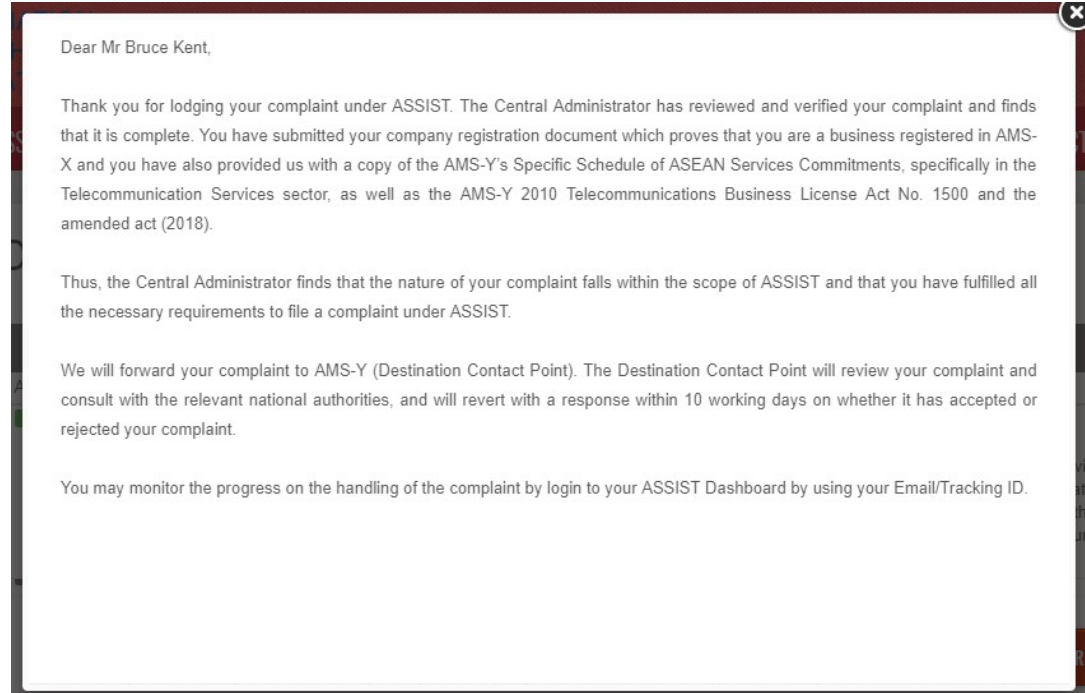 Dear Mr Bruce Kent,
Thank you for lodging your complaint under ASSIST. The Central Administrator has reviewed and verified your complaint and finds
that it is complete. You have submitted your company registration document which proves that you are a business registered in AMS-
X and you have also provided us with a copy of the AMS-Y's Specific Schedule of ASEAN Services Commitments, specifically in the
Telecommunication Services sector, as well as the AMS-Y 2010 Telecommunications Business License Act No. 1500 and the
amended act (2018).
Thus, the Central Administrator finds that the nature of your complaint falls within the scope of ASSIST and that you have fulfilled all
the necessary requirements to file a complaint under ASSIST.
We will forward your complaint to AMS-Y (Destination Contact Point). The Destination Contact Point will review your complaint and
consult with the relevant national authorities, and will revert with a response within 10 working days on whether it has accepted or
rejected your complaint.
You may monitor the progress on the handling of the complaint by login to your ASSIST Dashboard by using your Email/Tracking ID.